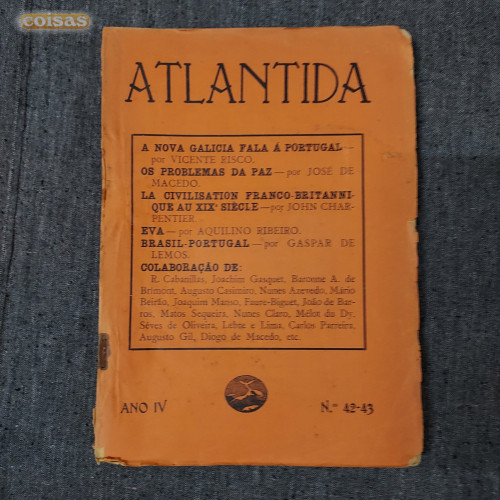 coisas
ATLANTIDA
A NOVA GALICIA FALA Á PORTUGAL—
por VICENTE RISCO.
OS PROBLEMAS DA PAZ—por JOSÉ DE
MACEDO.
LA CIVILISATION FRANCO-BRITANNI-
QUE AU XIXe SIÈCLE—por JOHN CHAR-
PENTIER
EVA—por AQUILINO RIBEIRO.
BRASIL-PORTUGAL—por GASPAR DE
LEMOS.
COLABORAÇÃO DE:
R. Cabanillas, Joachim Gasquet, Baronne A. de
Brimont, Augusto Casimiro, Nunes Azevedo, Mário
Beirão, Joaquim Manso, Faure-Biguet, João de Bar-
ros, Matos Sequeira, Nunes Claro, Mélot du Dy,
Sèves de Oliveira, Lebre e Lima, Carlos Parreira,
Augusto Gil, Diogo de Macedo, etc.
ANO IV
N.os 42-43